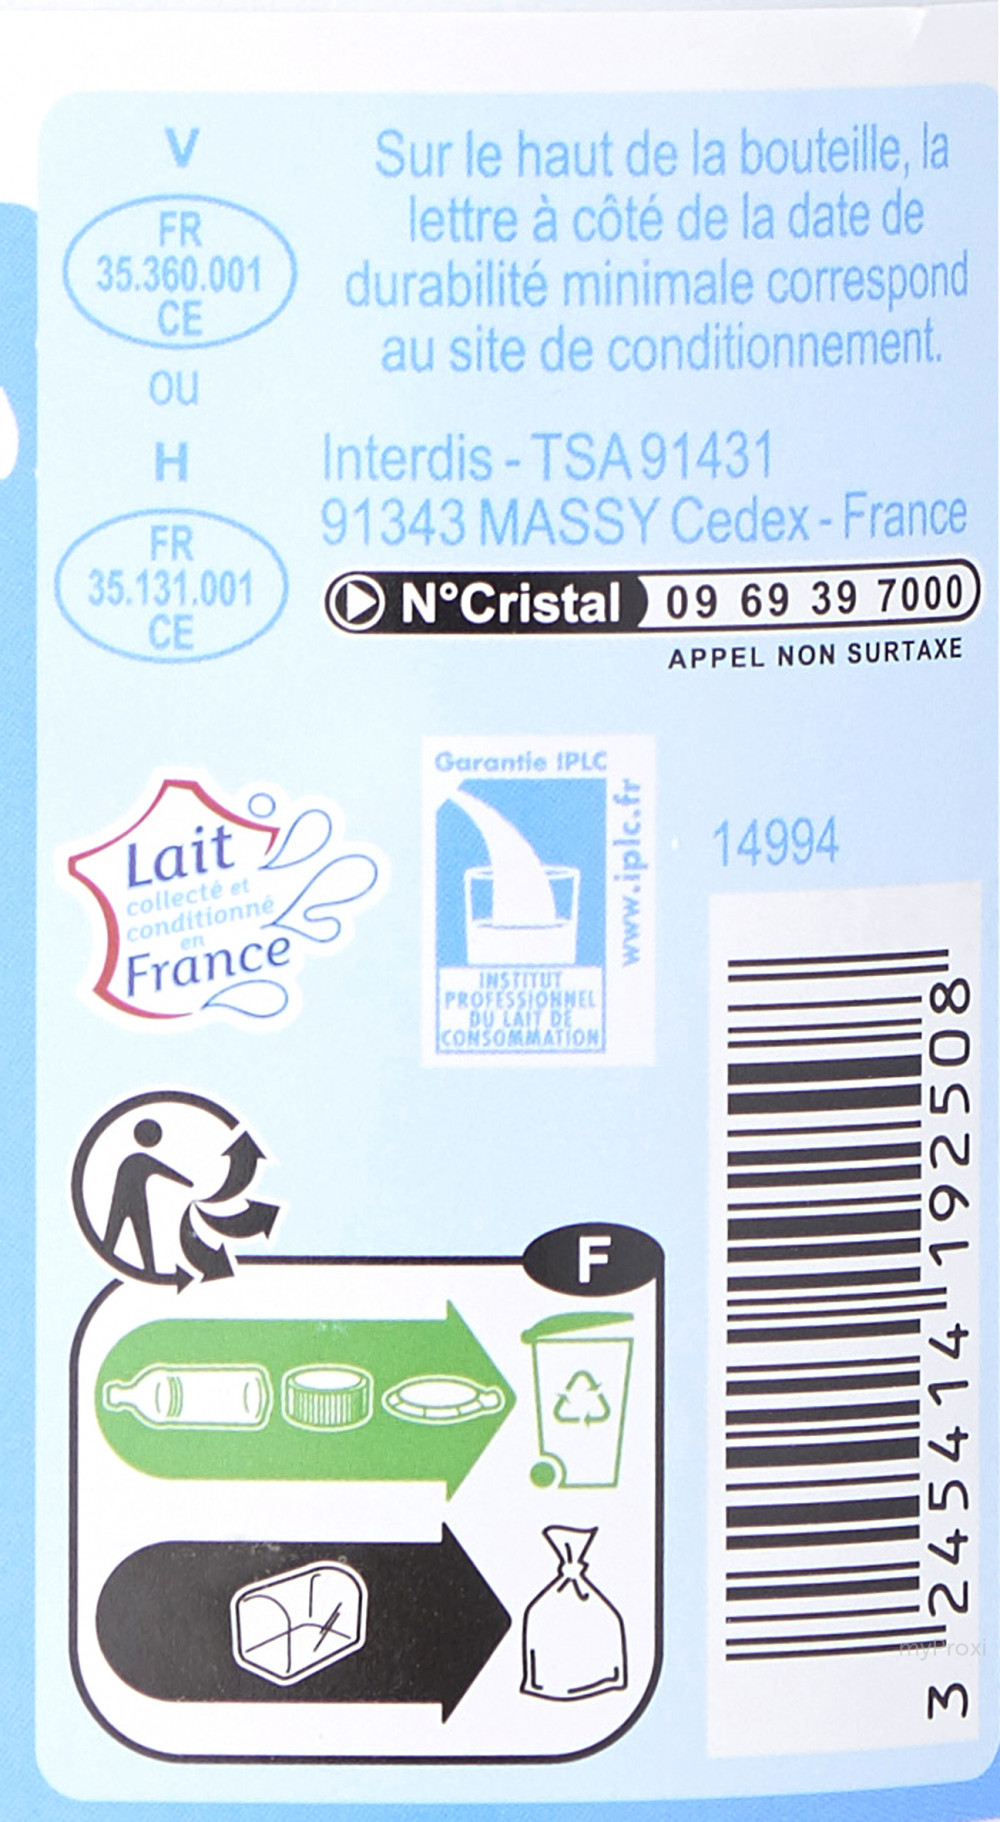 V
FR
35.360.001
CE
ou
H
FR
35.131.001
CE
Sur le haut de la bouteille, la
lettre à côté de la date de
durabilité minimale correspond
au site de conditionnement.
Interdis - TSA 91431
91343 MASSY Cedex - France
N°Cristal 09 69 39 7000
APPEL NON SURTAXE
Lait
collecté et
conditionné
en
France
Garantie IPLC
www.iplc.fr
INSTITUT
PROFESSIONNEL
DU LAIT DE
CONSOMMATION
14994
3 245414 192508
F
myProxi